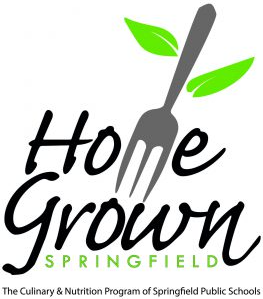 Home
Grown
SPRINGFIELD
The Culinary & Nutrition Program of Springfield Public Schools